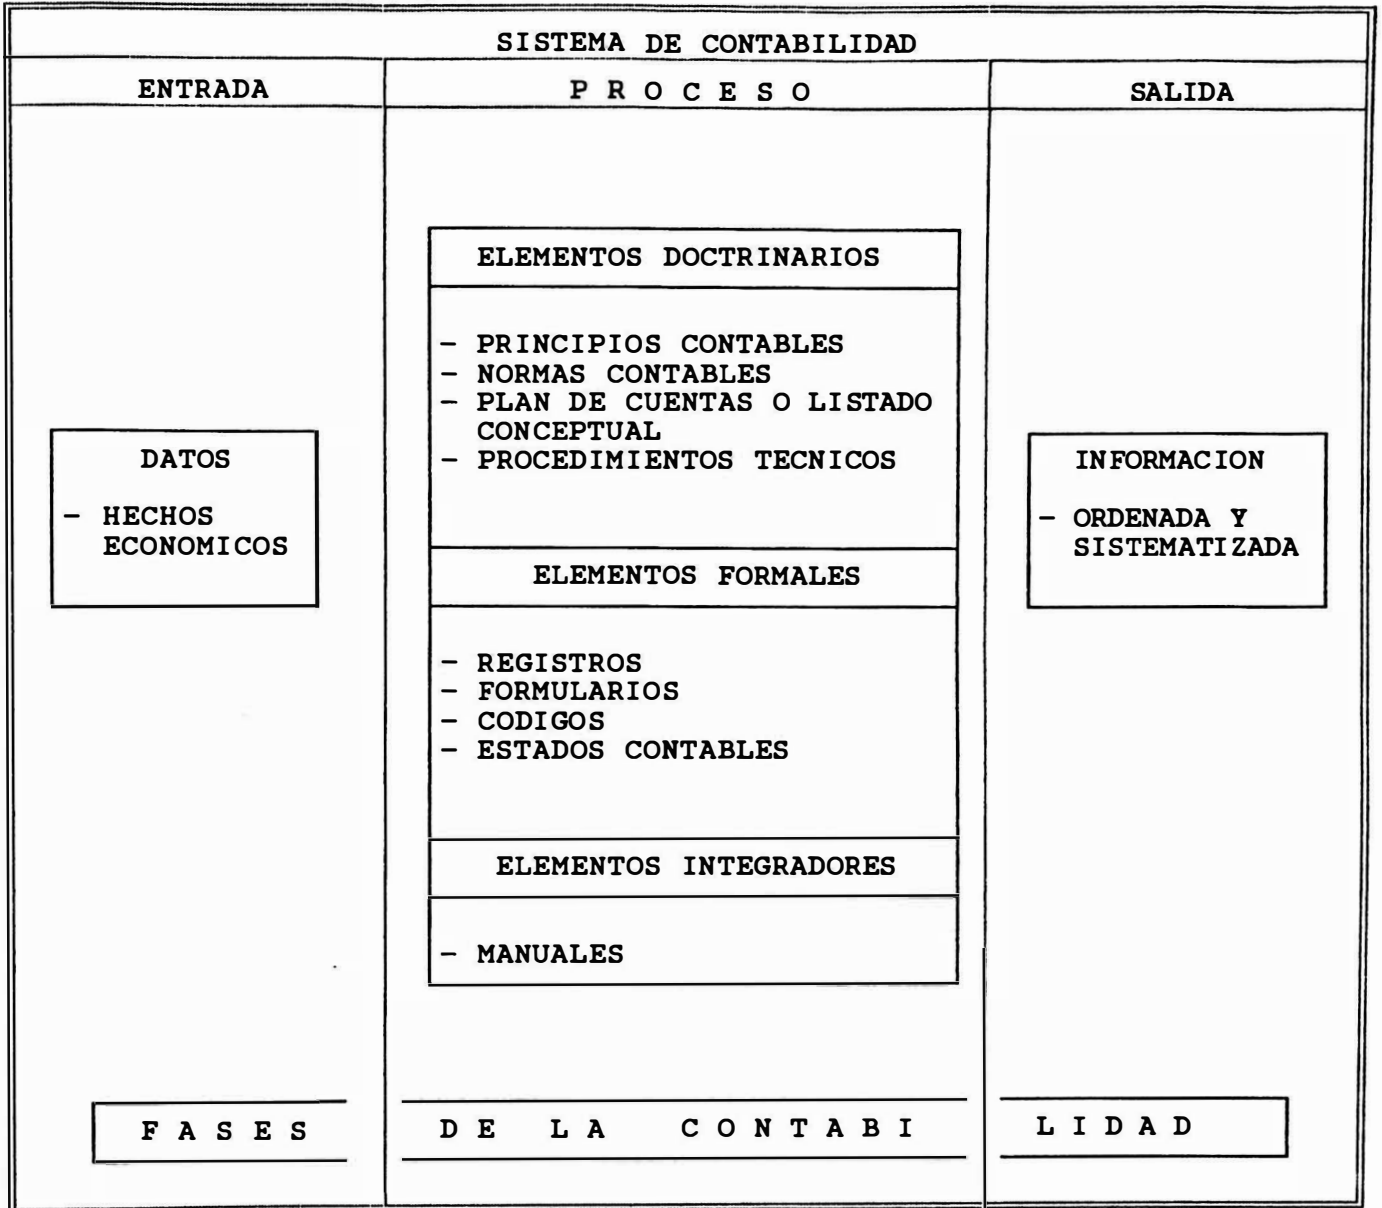 SISTEMA DE CONTABILIDAD
ENTRADA
P R O C E S O
SALIDA
DATOS
- HECHOS
ECONOMICOS
ELEMENTOS DOCTRINARIOS
- PRINCIPIOS CONTABLES
- NORMAS CONTABLES
- PLAN DE CUENTAS O LISTADO
CONCEPTUAL
- PROCEDIMIENTOS TECNICOS
ELEMENTOS FORMALES
- REGISTROS
- FORMULARIOS
- CODIGOS
- ESTADOS CONTABLES
ELEMENTOS INTEGRADORES
- MANUALES
INFORMACION
- ORDENADA Y
SISTEMATIZADA
F A S E S D E L A C O N T A B I L I D A D